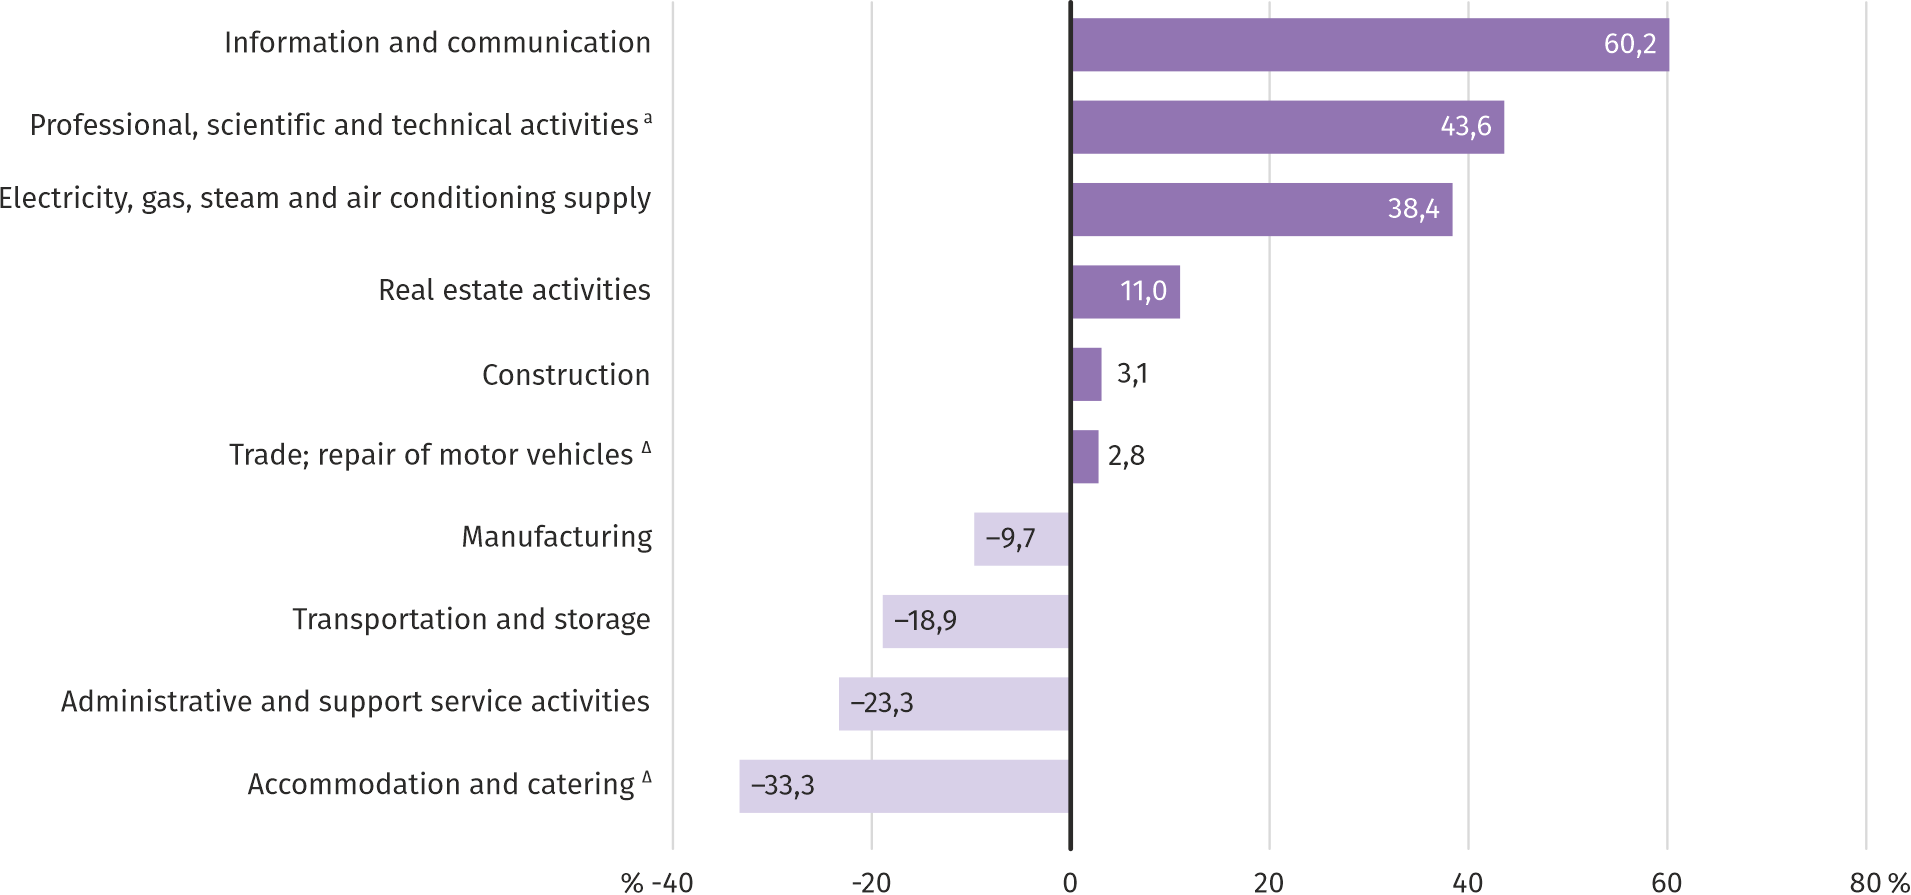 Information and communication 60,2
Professional, scientific and technical activities a 43,6
Electricity, gas, steam and air conditioning supply 38,4
Real estate activities 11,0
Construction 3,1
Trade; repair of motor vehicles Δ 2,8
Manufacturing –9,7
Transportation and storage –18,9
Administrative and support service activities –23,3
Accommodation and catering Δ –33,3
% -40 -20 0 20 40 60 80 %